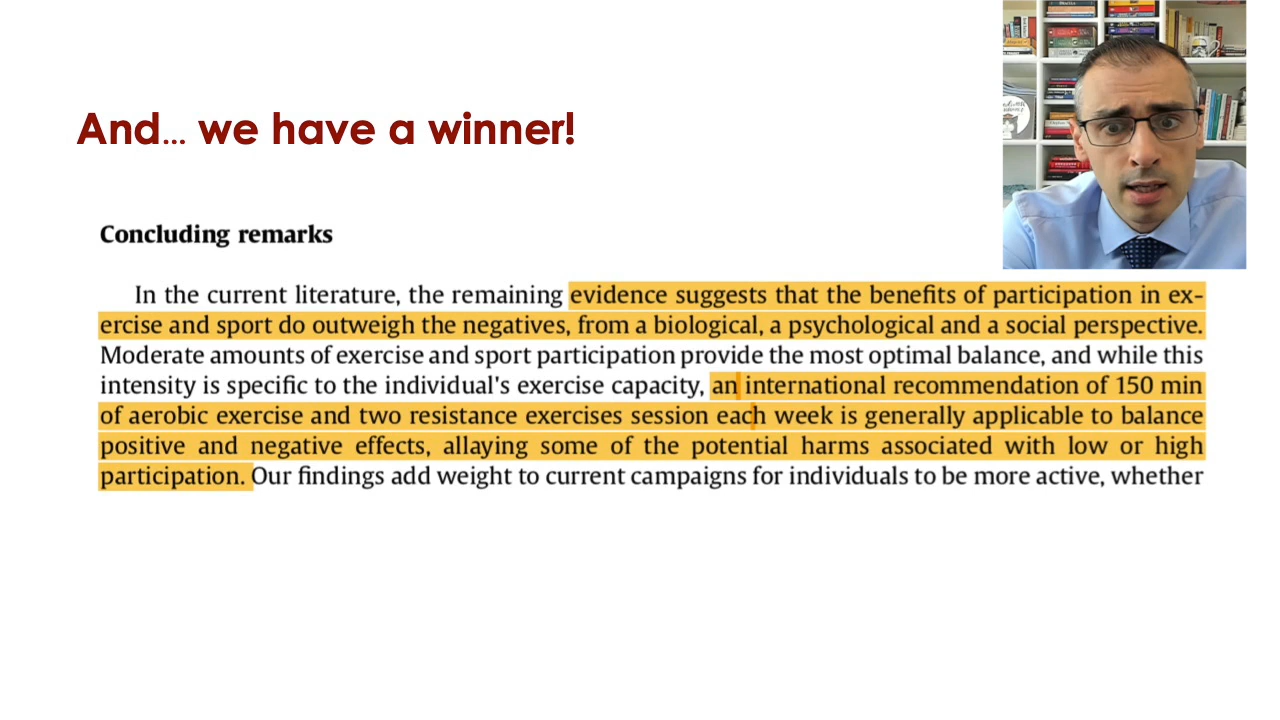 And... we have a winner!
Concluding remarks
In the current literature, the remaining evidence suggests that the benefits of participation in ex-
ercise and sport do outweigh the negatives, from a biological, a psychological and a social perspective.
Moderate amounts of exercise and sport participation provide the most optimal balance, and while this
intensity is specific to the individual's exercise capacity, an international recommendation of 150 min
of aerobic exercise and two resistance exercises session each week is generally applicable to balance
positive and negative effects, allaying some of the potential harms associated with low or high
participation. Our findings add weight to current campaigns for individuals to be more active, whether